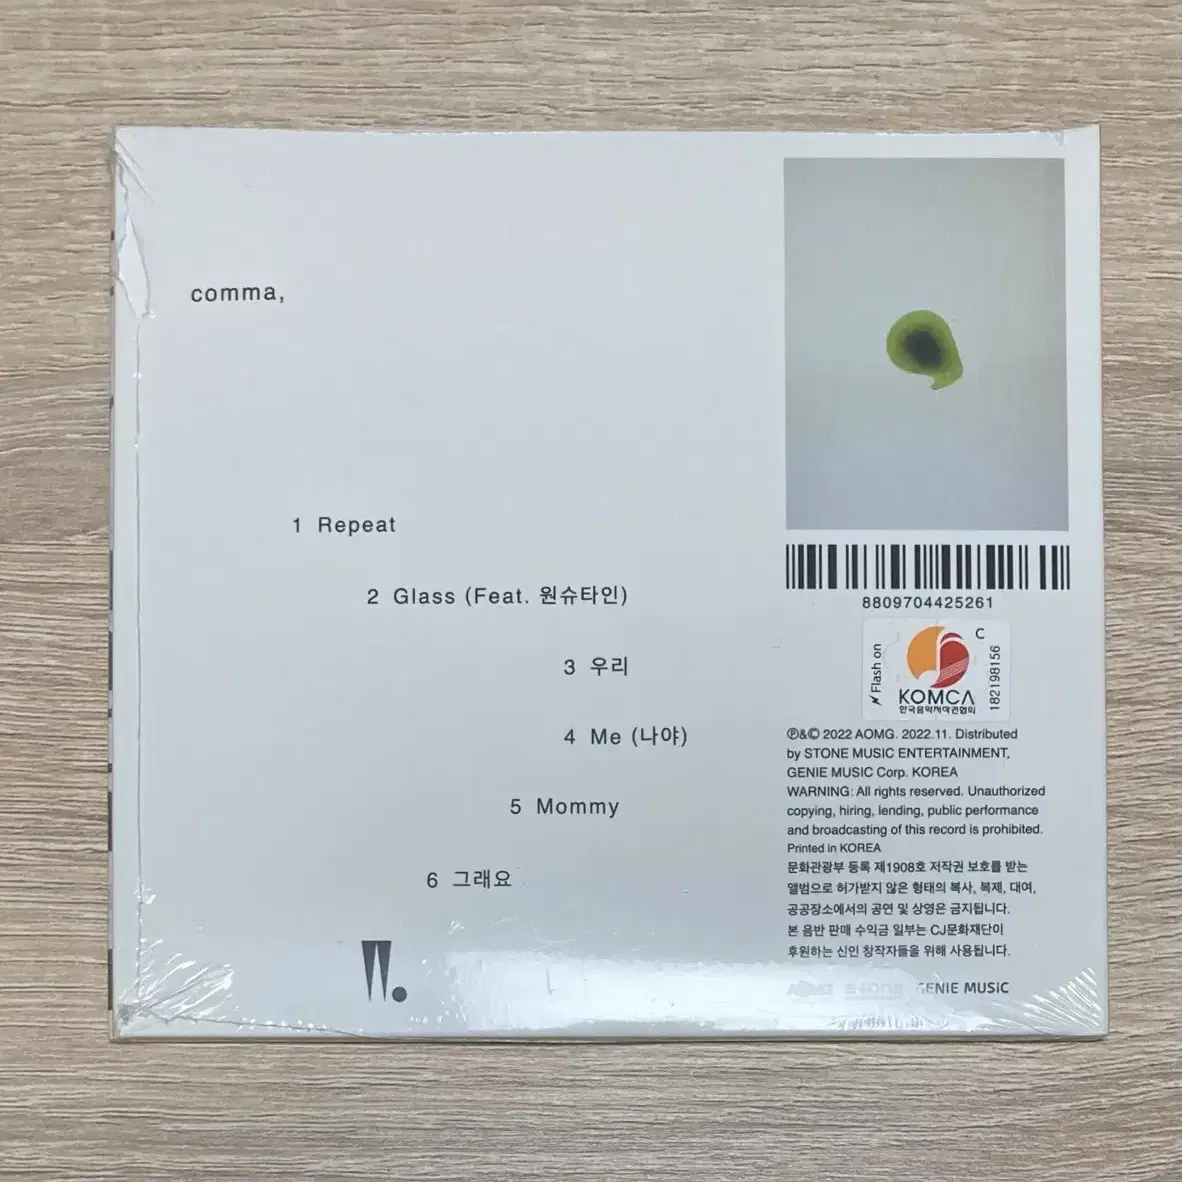 comma,
1 Repeat
2 Glass (Feat. 원슈타인)
3 우리
4 Me (나야)
5 Mommy
6 그래요
W.
8809704425261
Flash on
C
KOMCA
한국음악저작권협회
182198156
℗&© 2022 AOMG. 2022.11. Distributed
by STONE MUSIC ENTERTAINMENT,
GENIE MUSIC Corp. KOREA
WARNING: All rights reserved. Unauthorized
copying, hiring, lending, public performance
and broadcasting of this record is prohibited.
Printed in KOREA
문화관광부 등록 제1908호 저작권 보호를 받는
앨범으로 허가받지 않은 형태의 복사, 복제, 대여,
공공장소에서의 공연 및 상영은 금지됩니다.
본 음반 판매 수익금 일부는 CJ문화재단이
후원하는 신인 창작자들을 위해 사용됩니다.
AOMG stone GENIE MUSiC